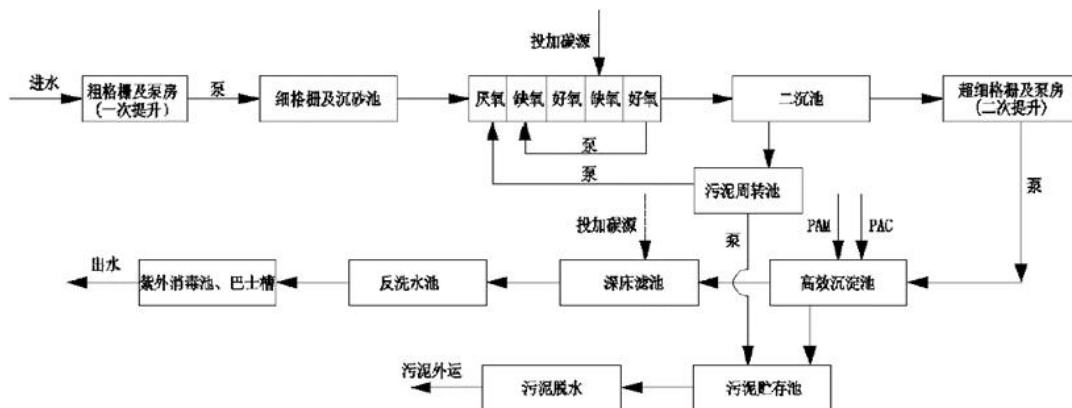 投加碳源
进水
粗格栅及泵房
(一次提升)
泵
细格栅及沉砂池
厌氧
缺氧
好氧
缺氧
好氧
二沉池
超细格栅及泵房
(二次提升)
泵
泵
污泥周转池
泵
投加碳源
泵
PAM
PAC
出水
紫外消毒池、巴士槽
反洗水池
深床滤池
高效沉淀池
污泥外运
污泥脱水
污泥贮存池